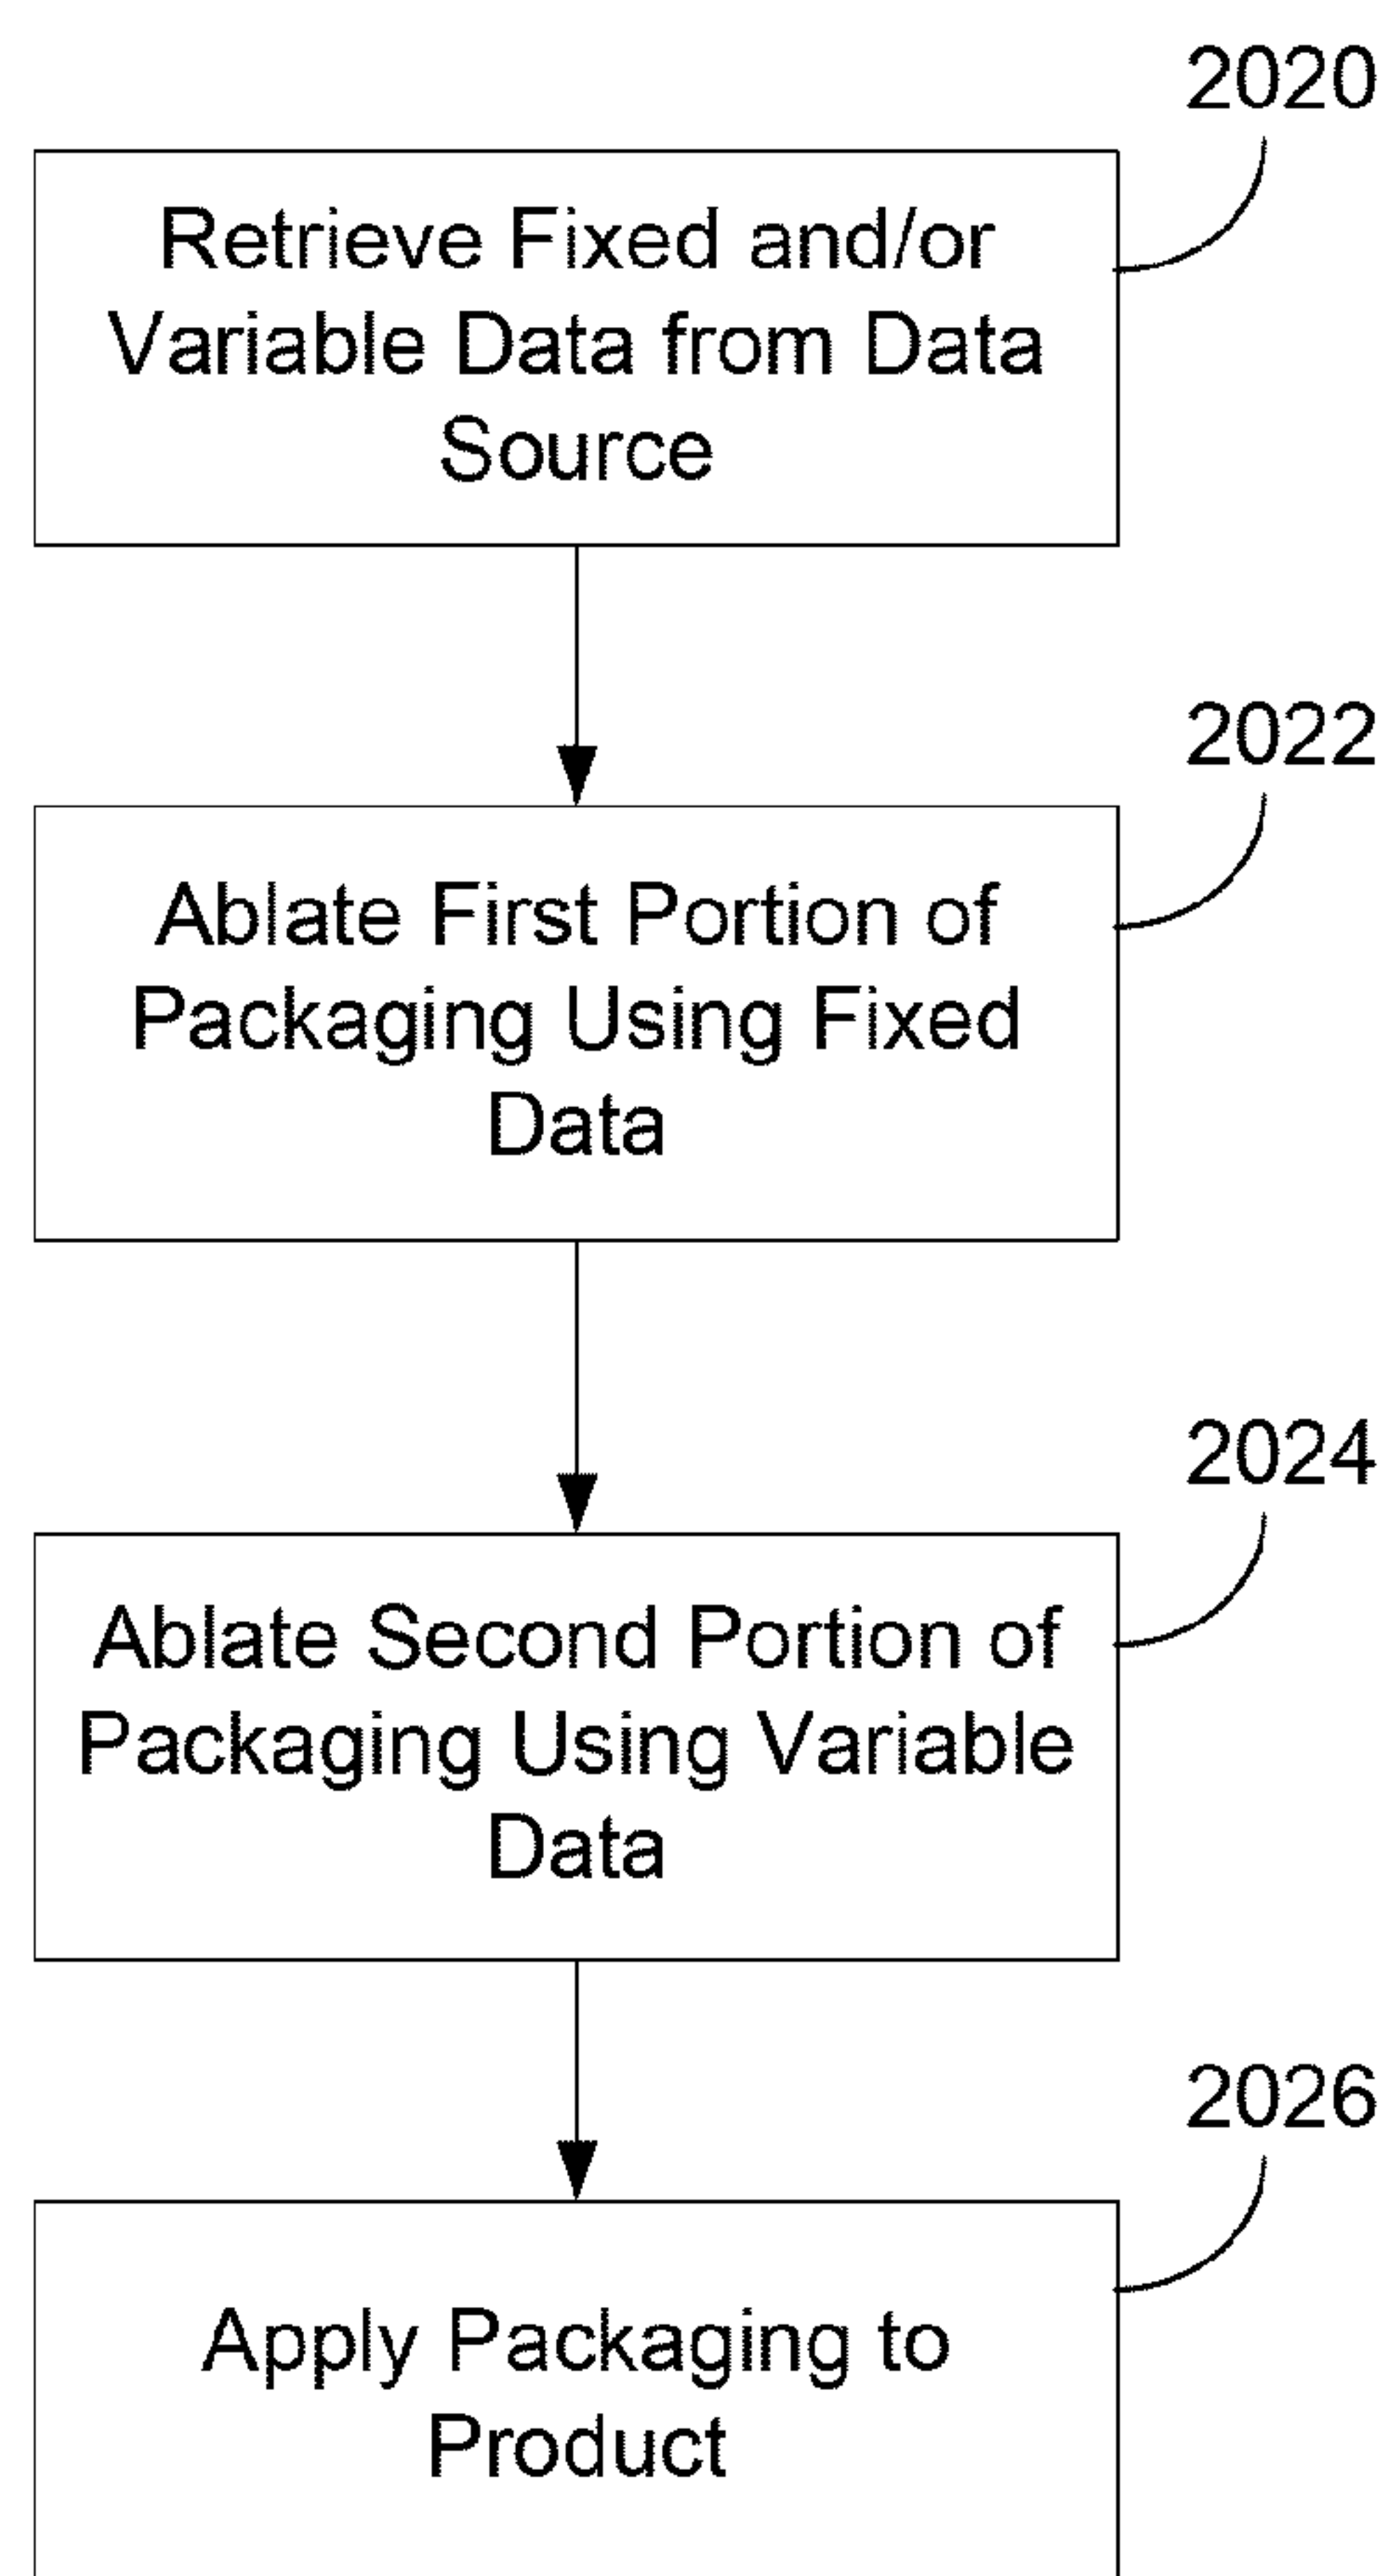 2020
Retrieve Fixed and/or
Variable Data from Data
Source
2022
Ablate First Portion of
Packaging Using Fixed
Data
2024
Ablate Second Portion of
Packaging Using Variable
Data
2026
Apply Packaging to
Product